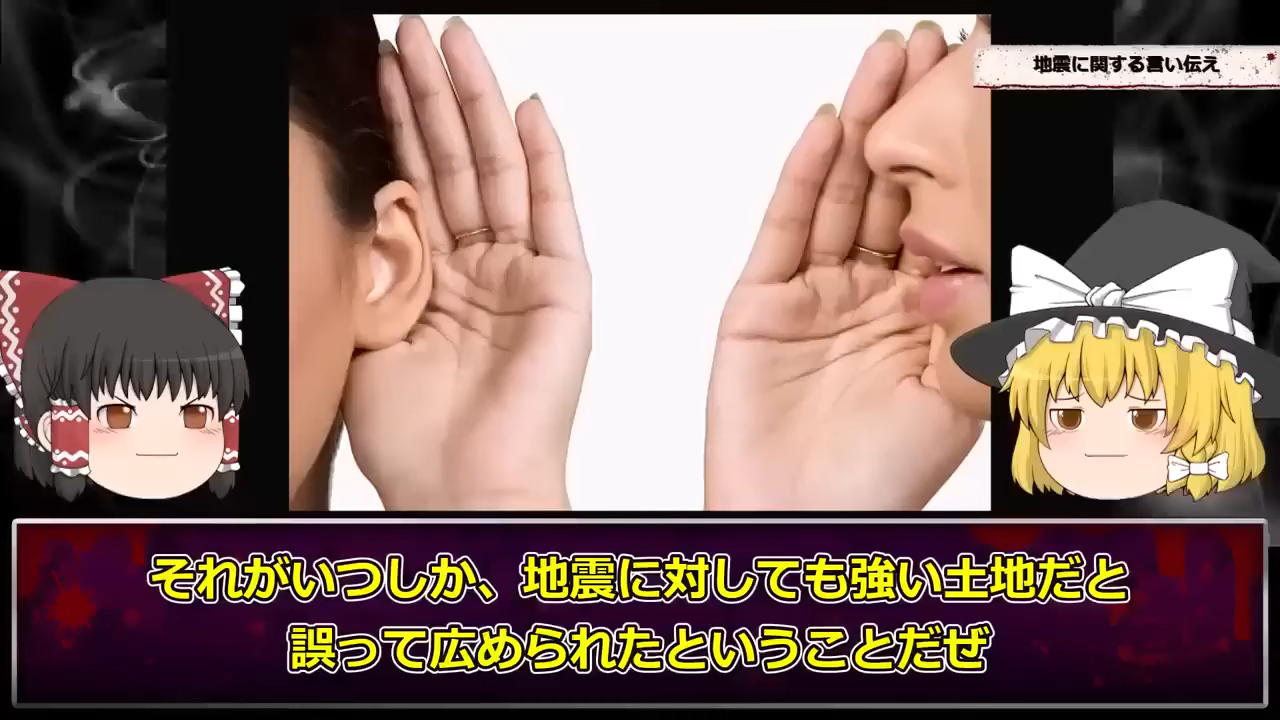 地震に関する言い伝え
それがいつしか、地震に対しても強い土地だと
誤って広められたということだぜ